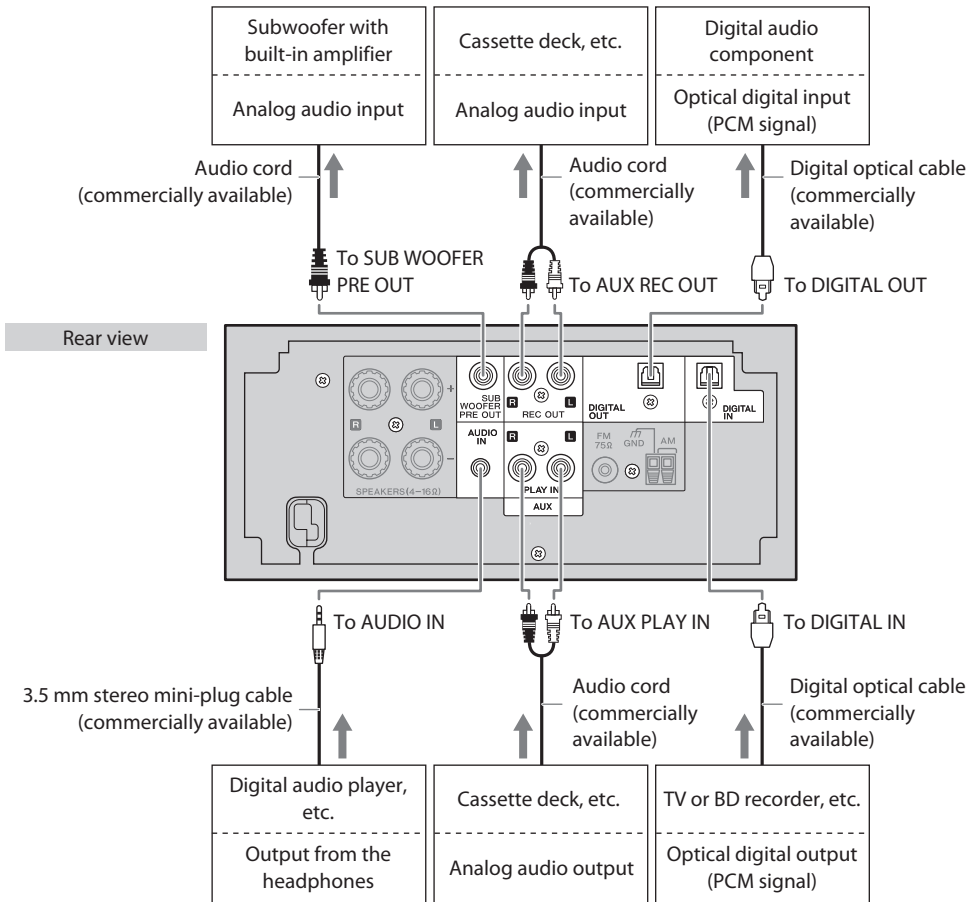 Subwoofer with
built-in amplifier
Analog audio input
Cassette deck, etc.
Analog audio input
Digital audio
component
Optical digital input
(PCM signal)
Audio cord
(commercially available)
Audio cord
(commercially
available)
Digital optical cable
(commercially
available)
To SUB WOOFER
PRE OUT
To AUX REC OUT
To DIGITAL OUT
Rear view
+
R
L
−
SPEAKERS(4–16Ω)
SUB
WOOFER
PRE OUT
R
L
REC OUT
DIGITAL
OUT
DIGITAL
IN
AUDIO
IN
R
L
PLAY IN
AUX
FM
75Ω
GND
AM
To AUDIO IN
To AUX PLAY IN
To DIGITAL IN
3.5 mm stereo mini-plug cable
(commercially available)
Audio cord
(commercially
available)
Digital optical cable
(commercially
available)
Digital audio player,
etc.
Output from the
headphones
Cassette deck, etc.
Analog audio output
TV or BD recorder, etc.
Optical digital output
(PCM signal)